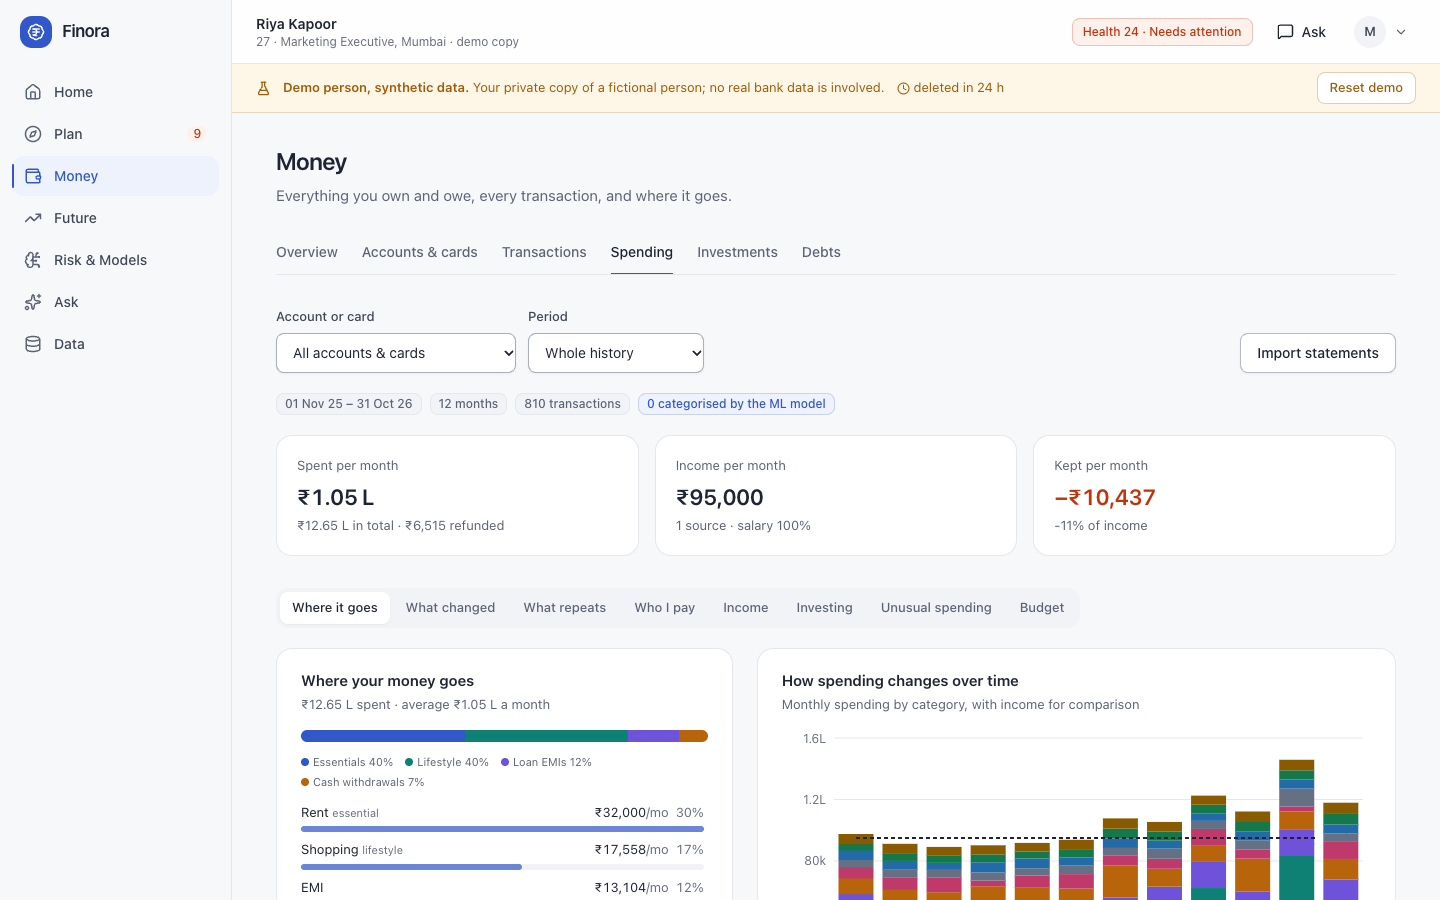 Finora
Home
Plan 9
Money
Future
Risk & Models
Ask
Data
Riya Kapoor
27 · Marketing Executive, Mumbai · demo copy
Health 24 · Needs attention
Ask
M
Demo person, synthetic data. Your private copy of a fictional person; no real bank data is involved. deleted in 24 h
Reset demo
Money
Everything you own and owe, every transaction, and where it goes.
Overview Accounts & cards Transactions Spending Investments Debts
Account or card Period
All accounts & cards Whole history
Import statements
01 Nov 25 – 31 Oct 26 12 months 810 transactions 0 categorised by the ML model
Spent per month
₹1.05 L
₹12.65 L in total · ₹6,515 refunded
Income per month
₹95,000
1 source · salary 100%
Kept per month
–₹10,437
-11% of income
Where it goes What changed What repeats Who I pay Income Investing Unusual spending Budget
Where your money goes
₹12.65 L spent · average ₹1.05 L a month
Essentials 40% Lifestyle 40% Loan EMIs 12%
Cash withdrawals 7%
Rent essential ₹32,000/mo 30%
Shopping lifestyle ₹17,558/mo 17%
EMI ₹13,104/mo 12%
How spending changes over time
Monthly spending by category, with income for comparison
1.6L
1.2L
80k